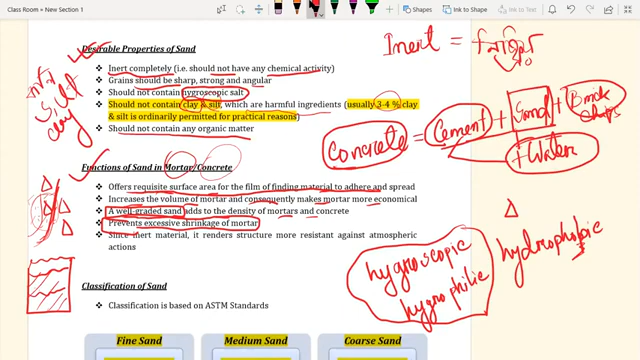 Class Room
New Section 1
Open in App
Ink to Shape
Ink to Text
Desirable Properties of Sand
Inert completely (i.e should not have any chemical activity)
Grains should be sharp, strong and angular
Should not contain hygroscopic salt
Should not contain clay & silt, which are harmful ingredients (usually 3-4 % clay
& silt is ordinarily permitted for practical reasons)
Should not contain any organic matter
silt
clay
Inert =
Concrete = Cement + Sand + Brick
chips
+ Water
Functions of Sand in Mortar/Concrete
Offers requisite surface area for the film of finding material to adhere and spread
Increases the volume of mortar and consequently makes mortar more economical
A well-graded sand adds to the density of mortars and concrete
Prevents excessive shrinkage of mortar
Since inert material, it renders structure more resistant against atmospheric
actions
hygroscopic
hygrophilic
hydrophobic
Classification of Sand
Classification is based on ASTM Standards
Fine Sand
Medium Sand
Coarse Sand